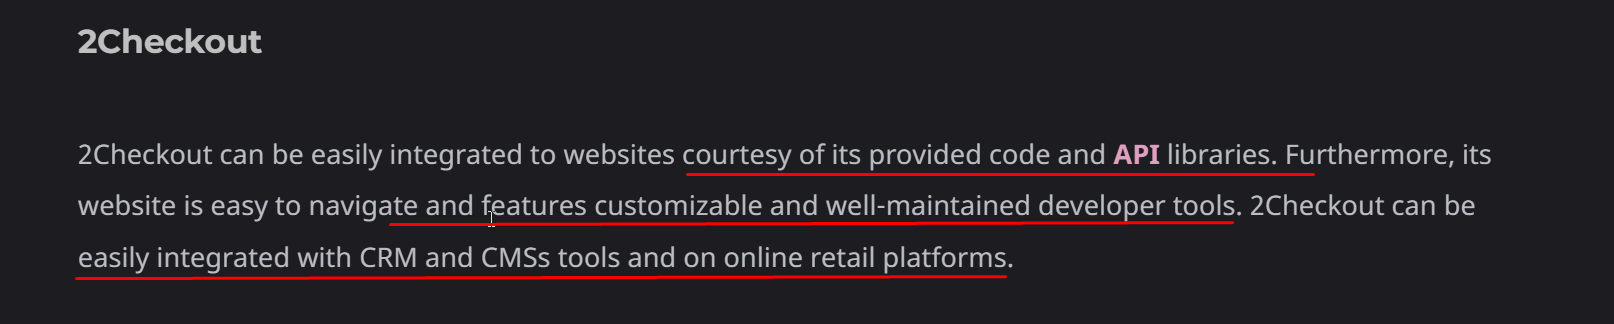 2Checkout
2Checkout can be easily integrated to websites courtesy of its provided code and API libraries. Furthermore, its
website is easy to navigate and features customizable and well-maintained developer tools. 2Checkout can be
easily integrated with CRM and CMSs tools and on online retail platforms.